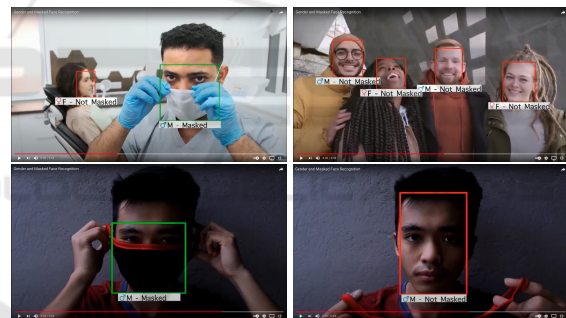 Gender and Masked Face Recognition
♀F - Not Masked
♂M - Masked
Gender and Masked Face Recognition
♂M - Not Masked
♀F - Not Masked
♂M - Not Masked
♀F - Not Masked
Gender and Masked Face Recognition
♂M - Masked
Gender and Masked Face Recognition
♂M - Not Masked